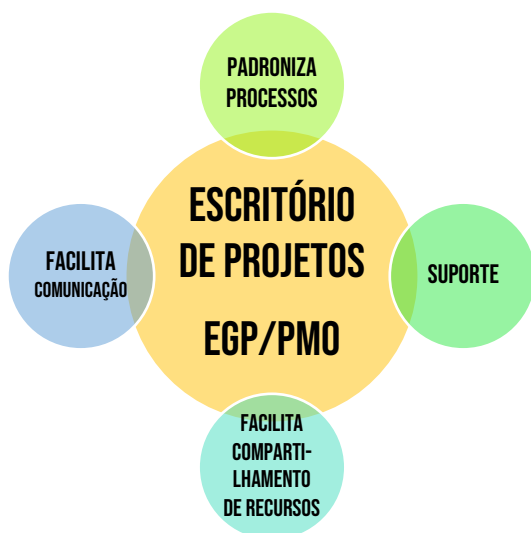 PADRONIZA
PROCESSOS
ESCRITÓRIO
DE PROJETOS
EGP/PMO
FACILITA
COMUNICAÇÃO
SUPORTE
FACILITA
COMPARTI-
LHAMENTO
DE RECURSOS